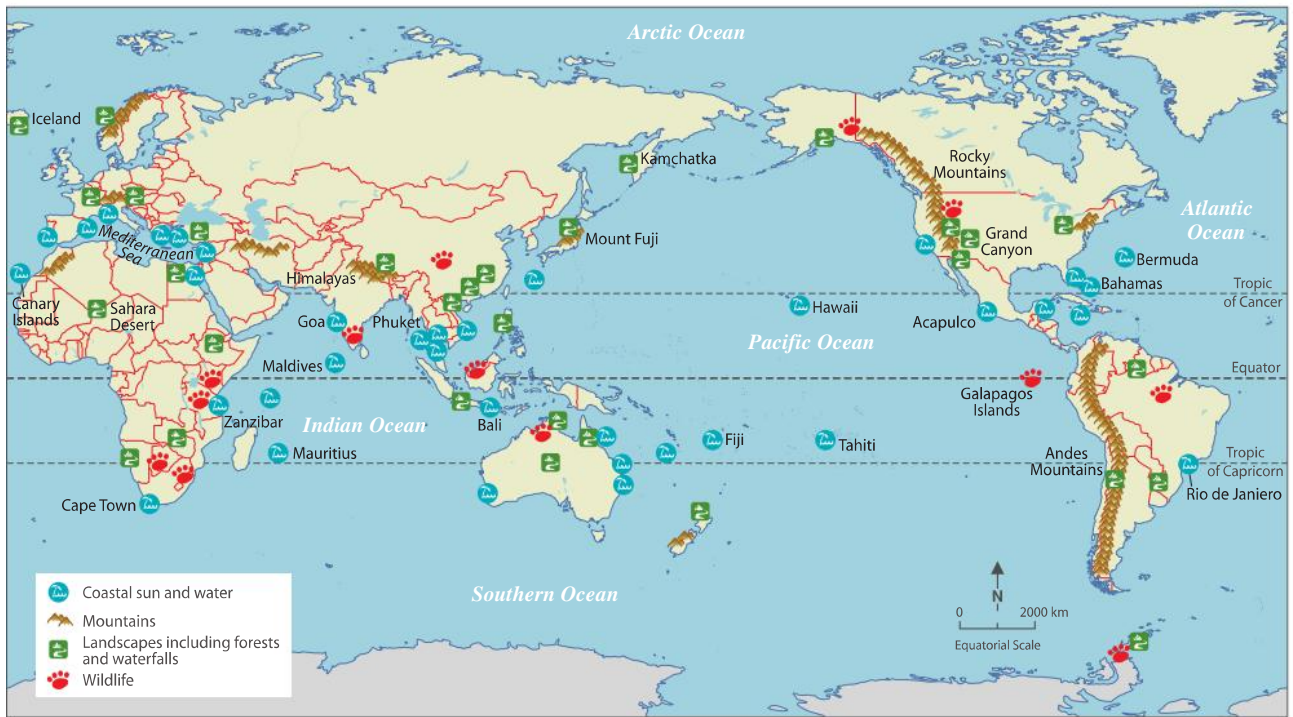 Arctic Ocean
Iceland
Kamchatka
Rocky
Mountains
Atlantic
Ocean
Mediterranean
Sea
Mount Fuji
Grand
Canyon
Bermuda
Himalayas
Tropic
of Cancer
Bahamas
Canary
Islands
Sahara
Desert
Goa
Phuket
Hawaii
Acapulco
Pacific Ocean
Maldives
Equator
Galapagos
Islands
Zanzibar
Indian Ocean
Bali
Fiji
Tahiti
Mauritius
Andes
Mountains
Tropic
of Capricorn
Rio de Janiero
Cape Town
Southern Ocean
N
0 2000 km
Equatorial Scale
Coastal sun and water
Mountains
Landscapes including forests
and waterfalls
Wildlife